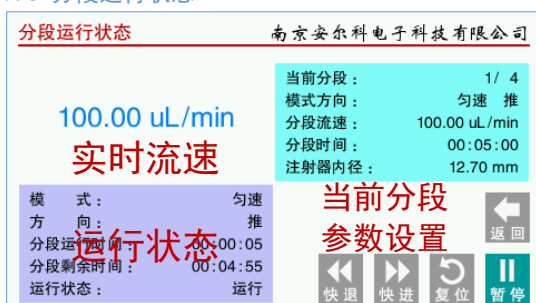 分段运行状态
南京安尔科电子科技有限公司
100.00 uL/min
实时流速
当前分段： 1/ 4
模式方向： 匀速 推
分段流速： 100.00 uL/min
分段时间： 00:05:00
注射器内径： 12.70 mm
模 式： 匀速
方 向： 推
分段运行时间： 00:00:05
分段剩余时间： 00:04:55
运行状态： 运行
运行状态
当前分段
参数设置
返回
快退
快进
复位
暂停